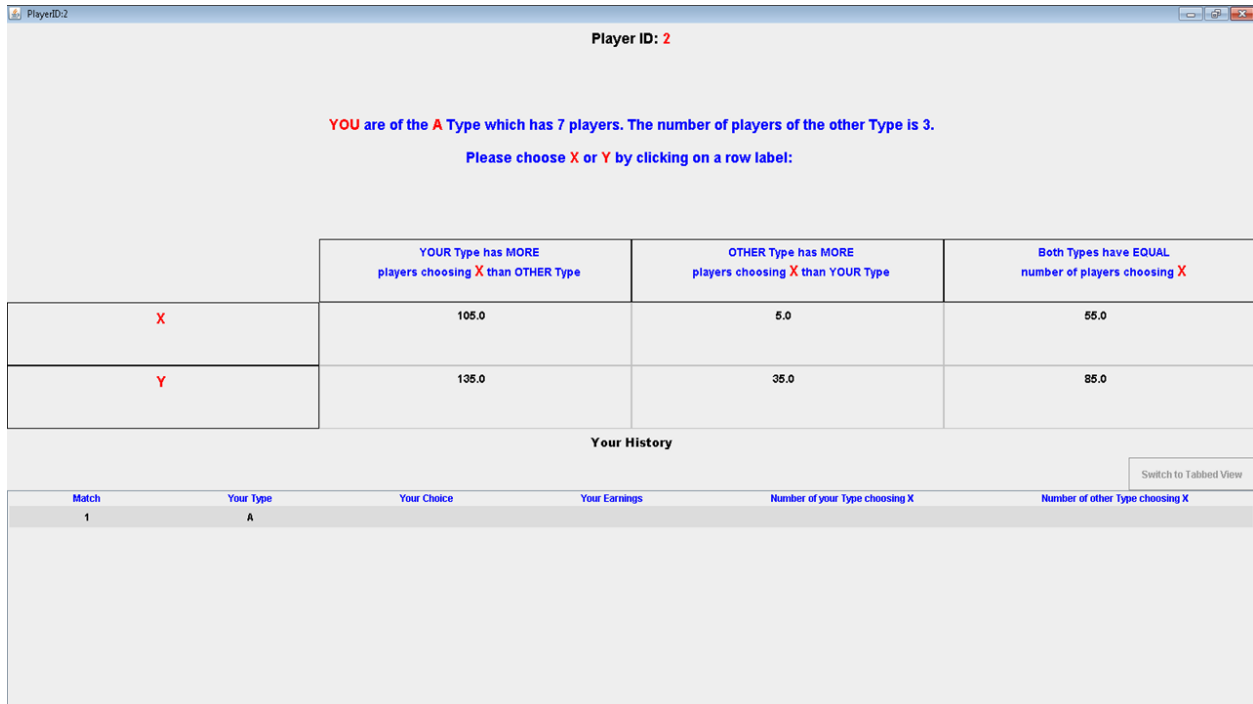 PlayerID:2
Player ID: 2
YOU are of the A Type which has 7 players. The number of players of the other Type is 3.
Please choose X or Y by clicking on a row label:
YOUR Type has MORE
players choosing X than OTHER Type
OTHER Type has MORE
players choosing X than YOUR Type
Both Types have EQUAL
number of players choosing X
X 105.0 5.0 55.0
Y 135.0 35.0 85.0
Your History
Switch to Tabbed View
Match Your Type Your Choice Your Earnings Number of your Type choosing X Number of other Type choosing X
1 A